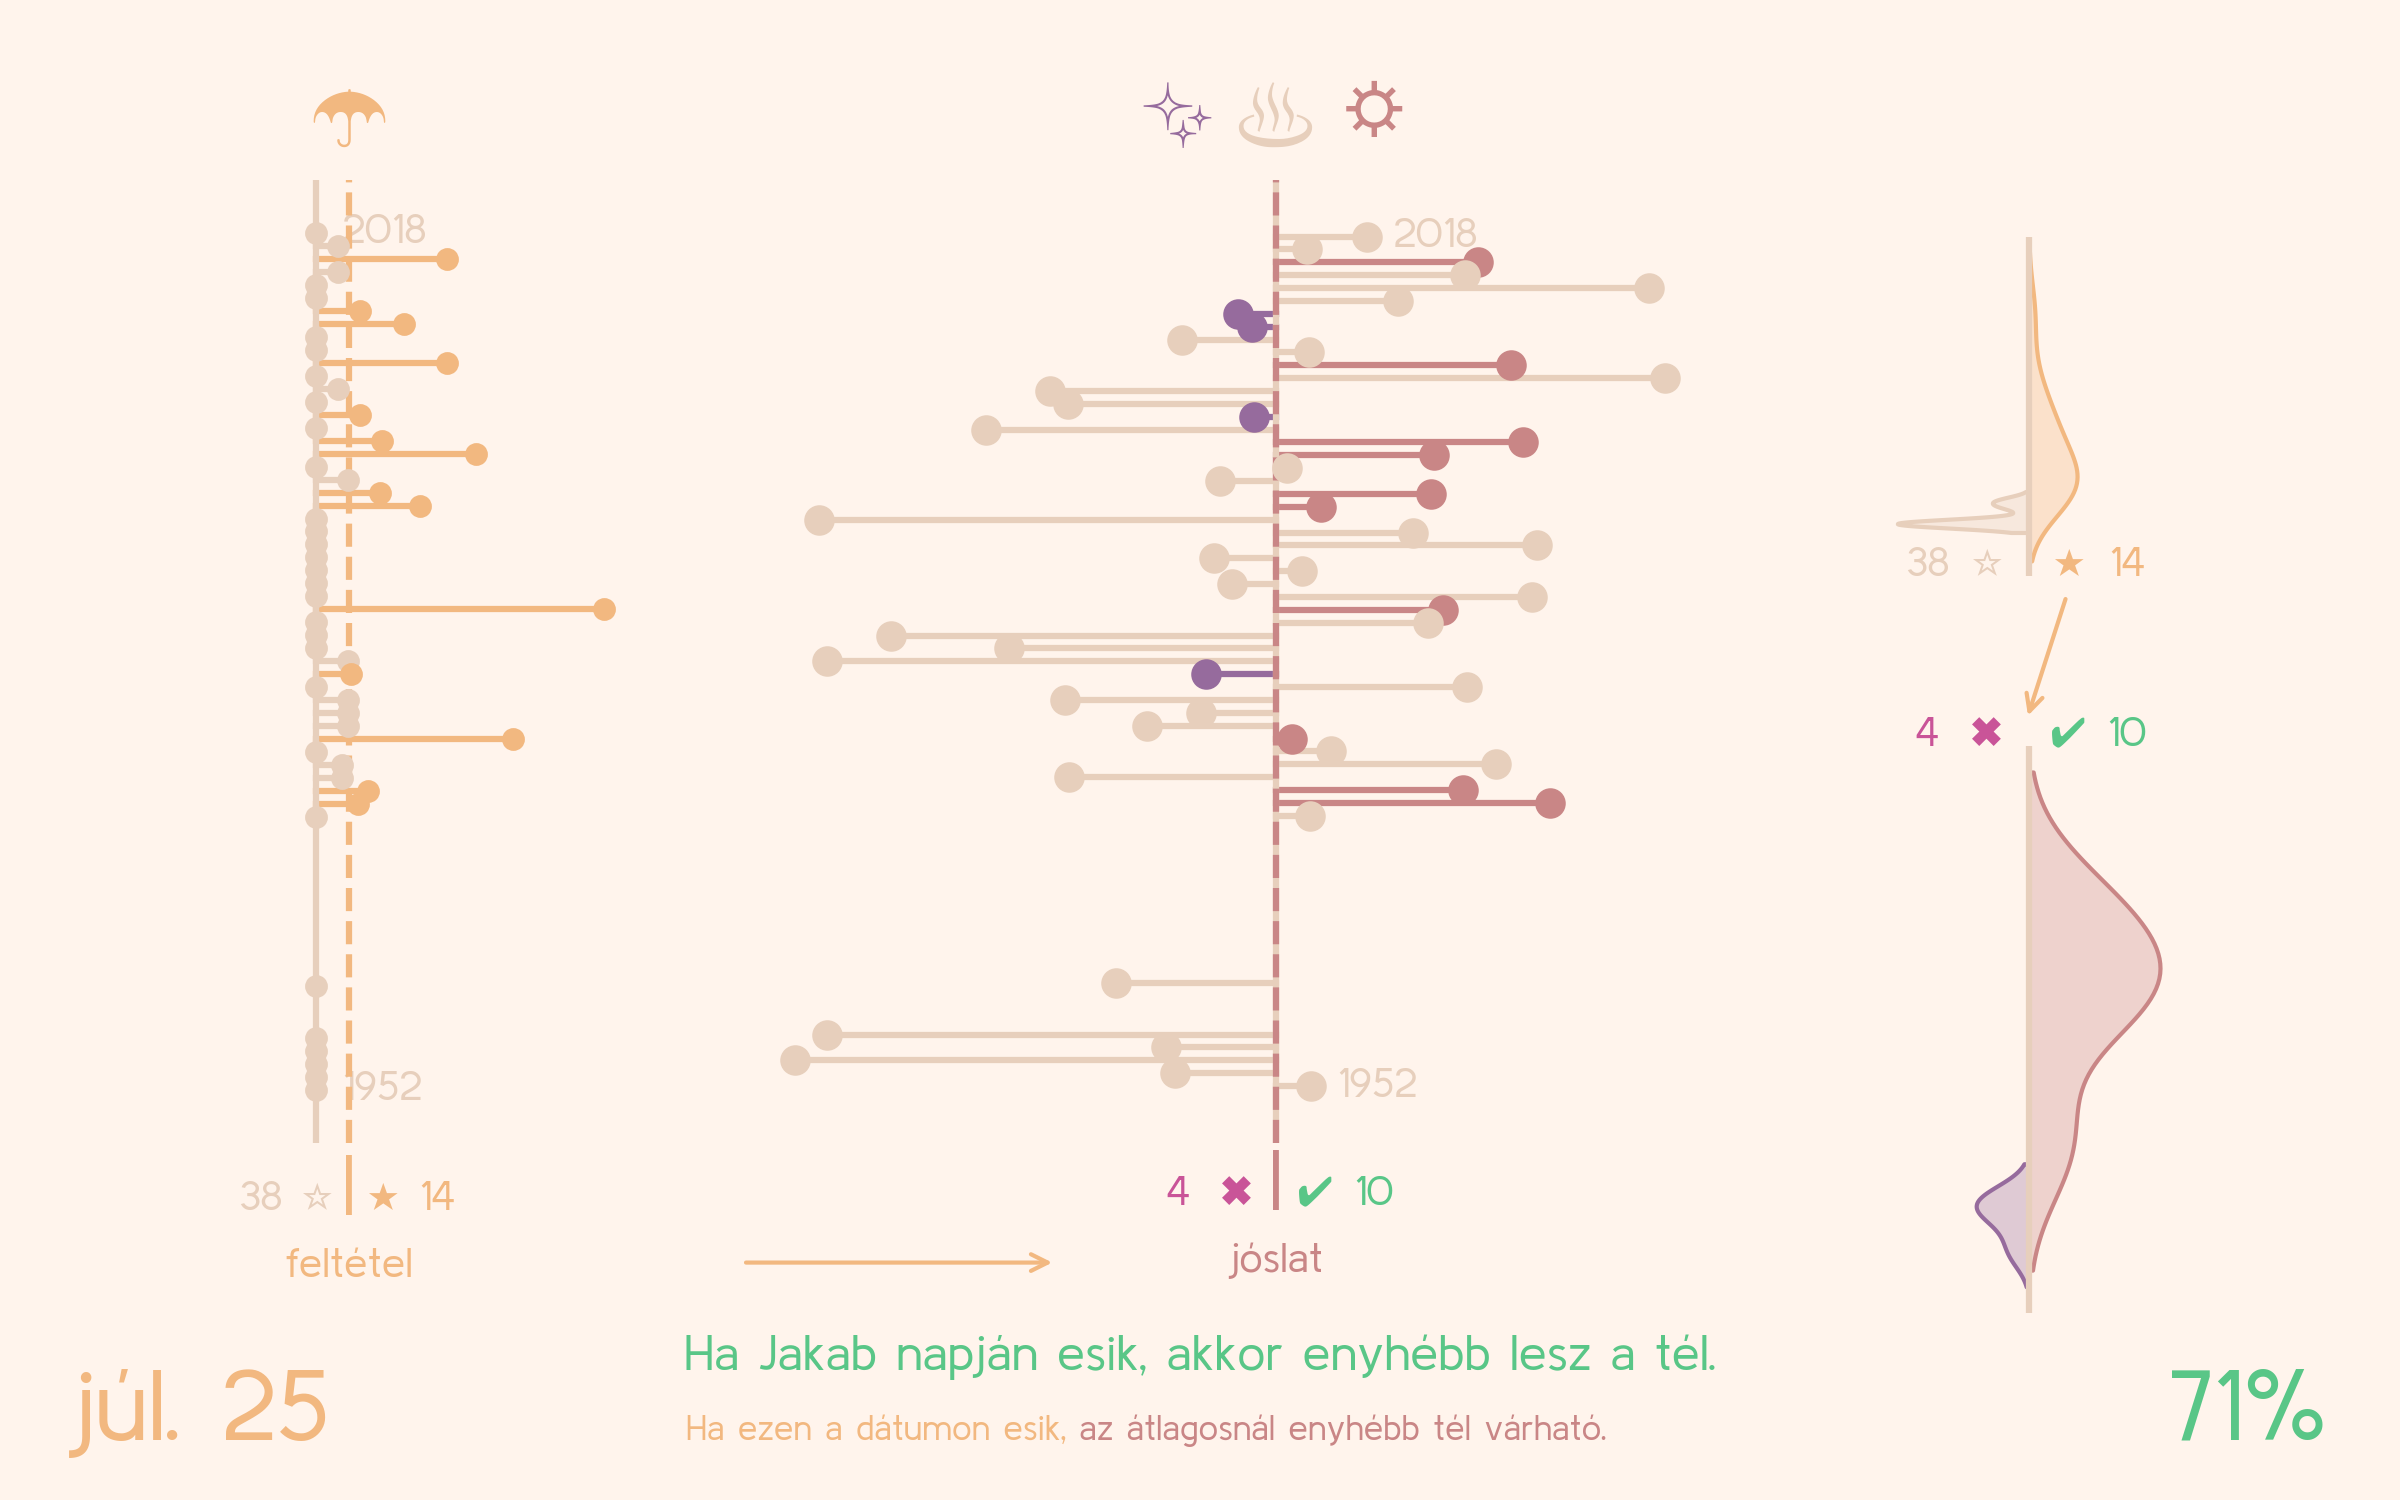 2018
2018
38 ☆ ★ 14
4 ✖ ✔ 10
1952
1952
38 ☆ ★ 14
4 ✖ ✔ 10
feltétel
jóslat
Ha Jakab napján esik, akkor enyhébb lesz a tél.
júl. 25
71%
Ha ezen a dátumon esik, az átlagosnál enyhébb tél várható.